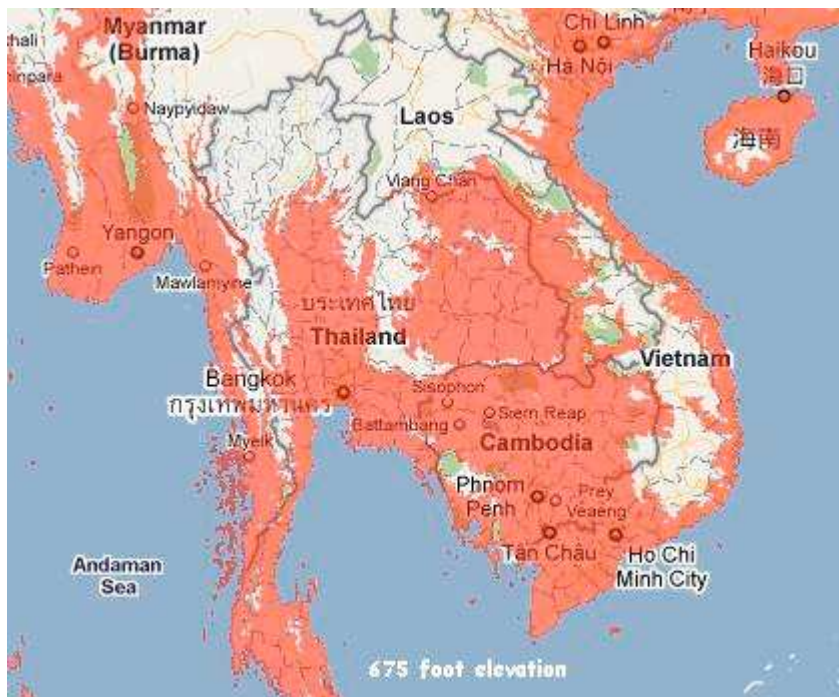 Myanmar
(Burma)
Chi Linh
Ha Nôi
Haikou
海口
Naypyidaw
Laos
海南
Viang Chan
Yangon
Pathein
Mawlamyine
ประเทศไทย
Thailand
Vietnam
Bangkok
กรุงเทพมหานคร
Sisophon
Siem Reap
Battambang
Cambodia
Myeik
Phnom
Penh
Prey
Veaeng
Tân Châu
Ho Chi
Minh City
Andaman
Sea
675 foot elevation